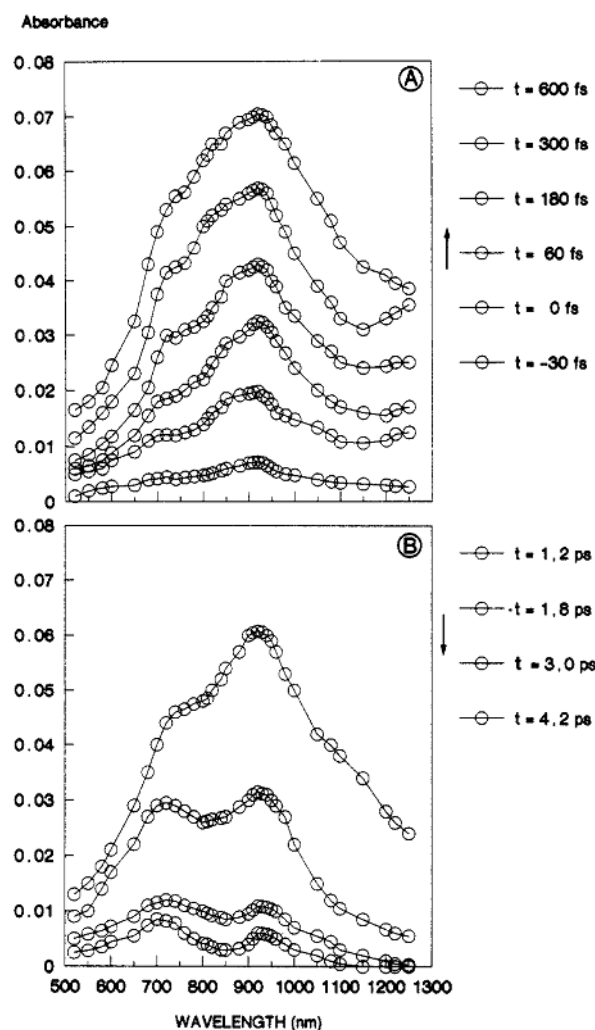 Absorbance
0.08
0.07
0.06
0.05
0.04
0.03
0.02
0.01
0
A
t = 600 fs
t = 300 fs
t = 180 fs
t = 60 fs
t = 0 fs
t = -30 fs
0.08
0.07
0.06
0.05
0.04
0.03
0.02
0.01
0
B
t = 1,2 ps
t = 1,8 ps
t = 3,0 ps
t = 4,2 ps
500 600 700 800 900 1000 1100 1200 1300
WAVELENGTH (nm)